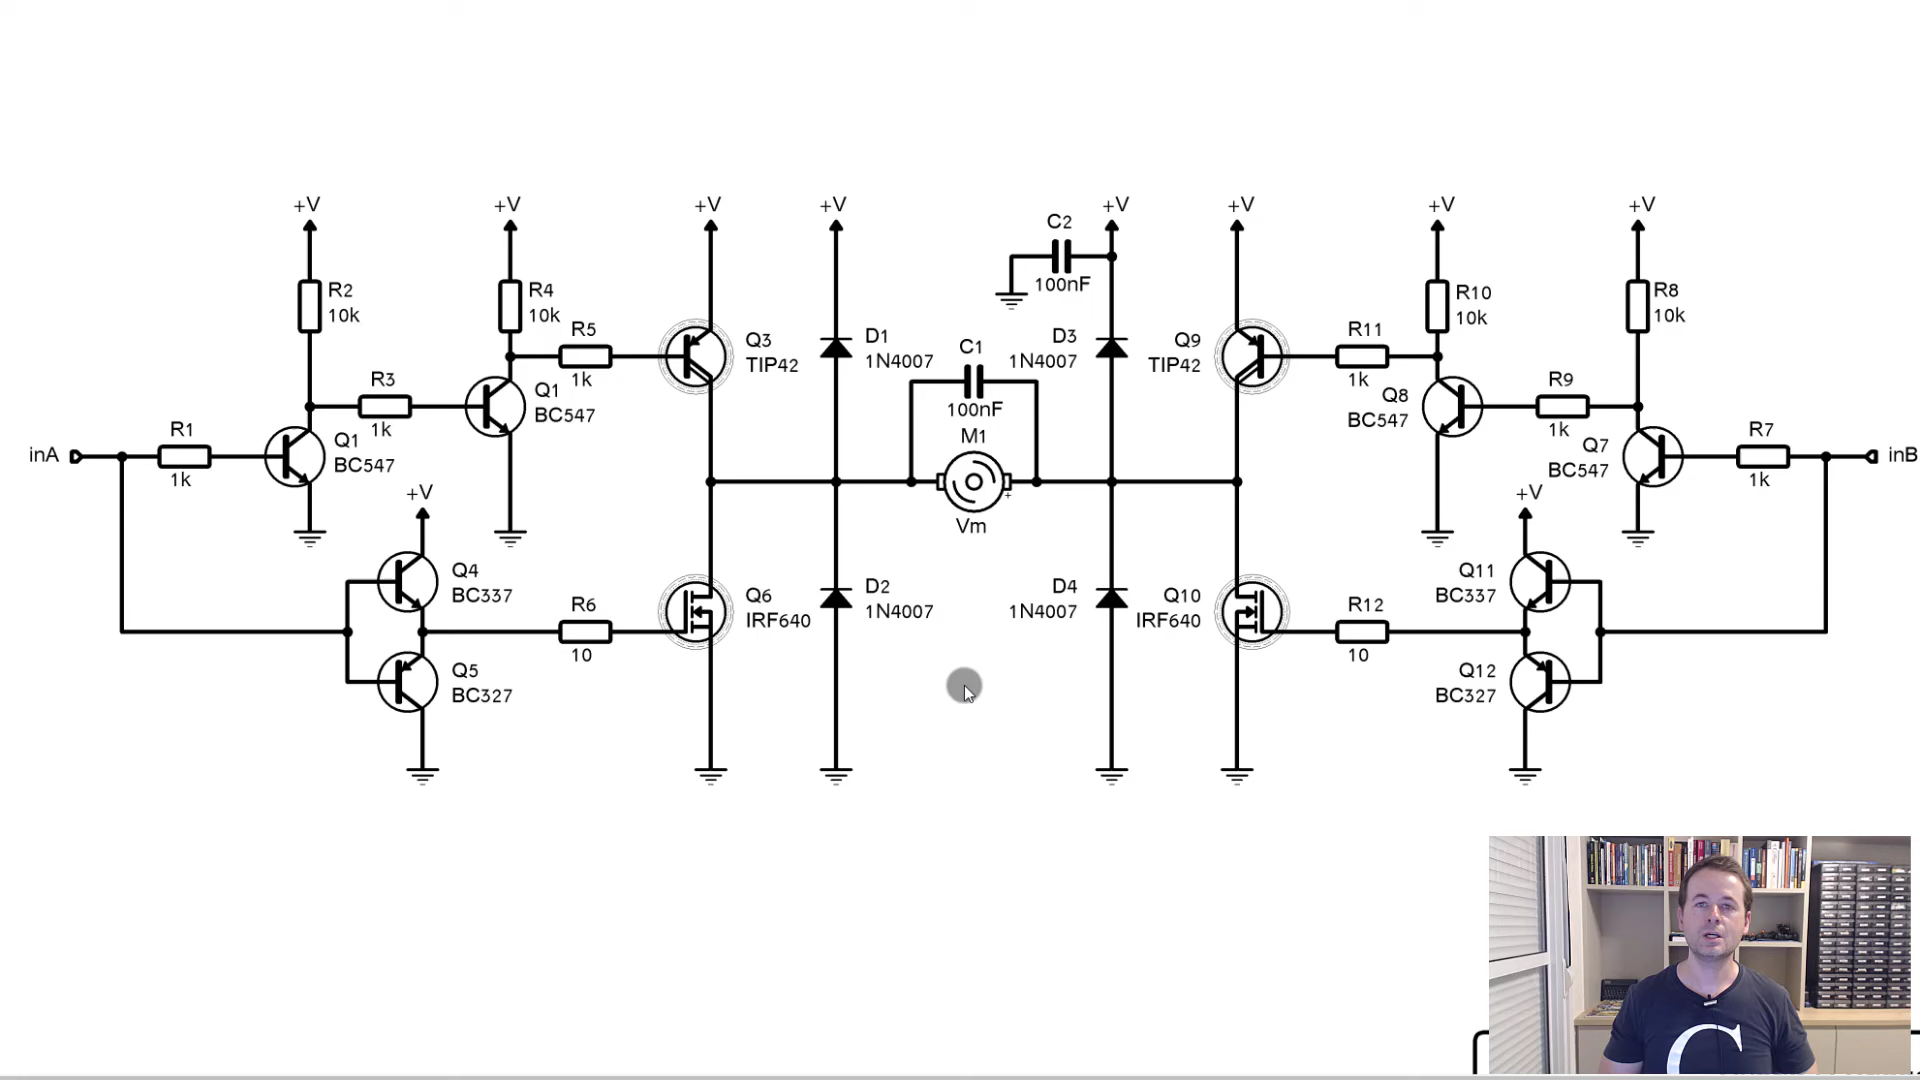 +V
+V
+V
+V
+V
+V
+V
+V
C2
100nF
R2
10k
R4
10k
R5
1k
Q3
TIP42
D1
1N4007
C1
100nF
D3
1N4007
Q9
TIP42
R11
1k
R10
10k
R8
10k
R3
1k
Q1
BC547
Q8
BC547
R9
1k
inA
R1
1k
Q1
BC547
M1
+
Vm
Q7
BC547
R7
1k
inB
+V
+V
Q4
BC337
R6
10
Q6
IRF640
D2
1N4007
D4
1N4007
Q10
IRF640
R12
10
Q11
BC337
Q5
BC327
Q12
BC327
C